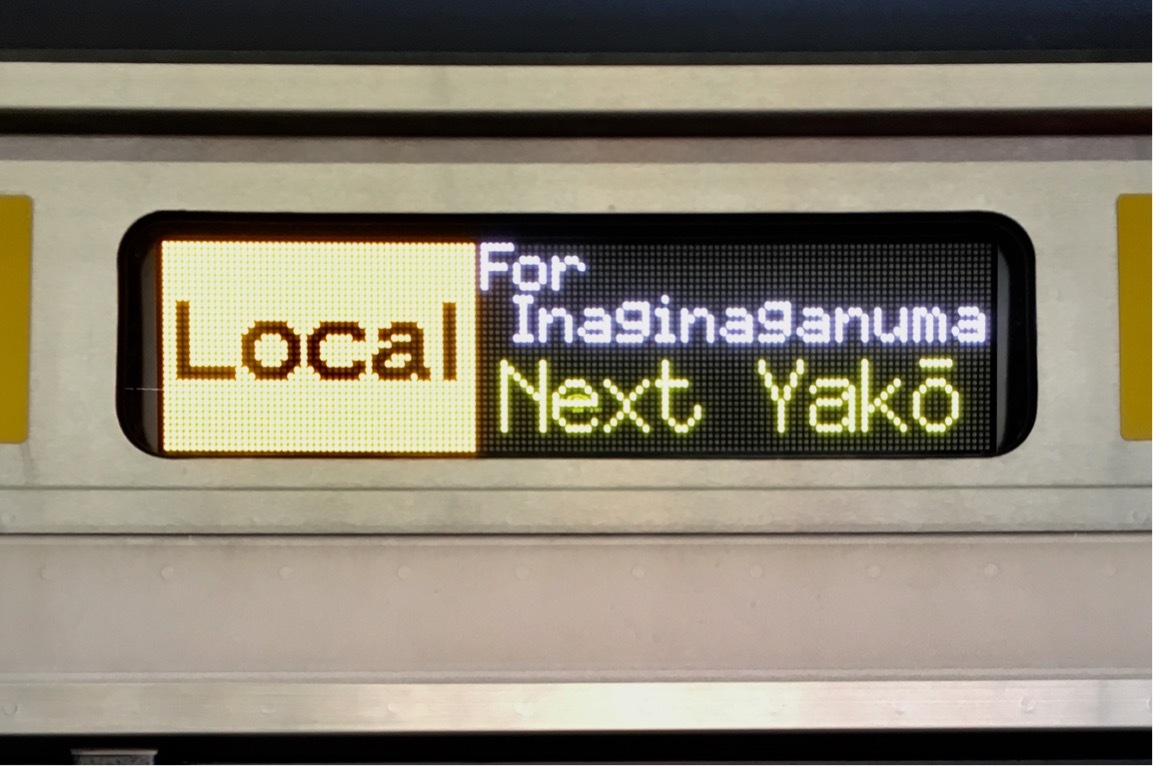 Local
For
Inaginaganuma
Next Yakō